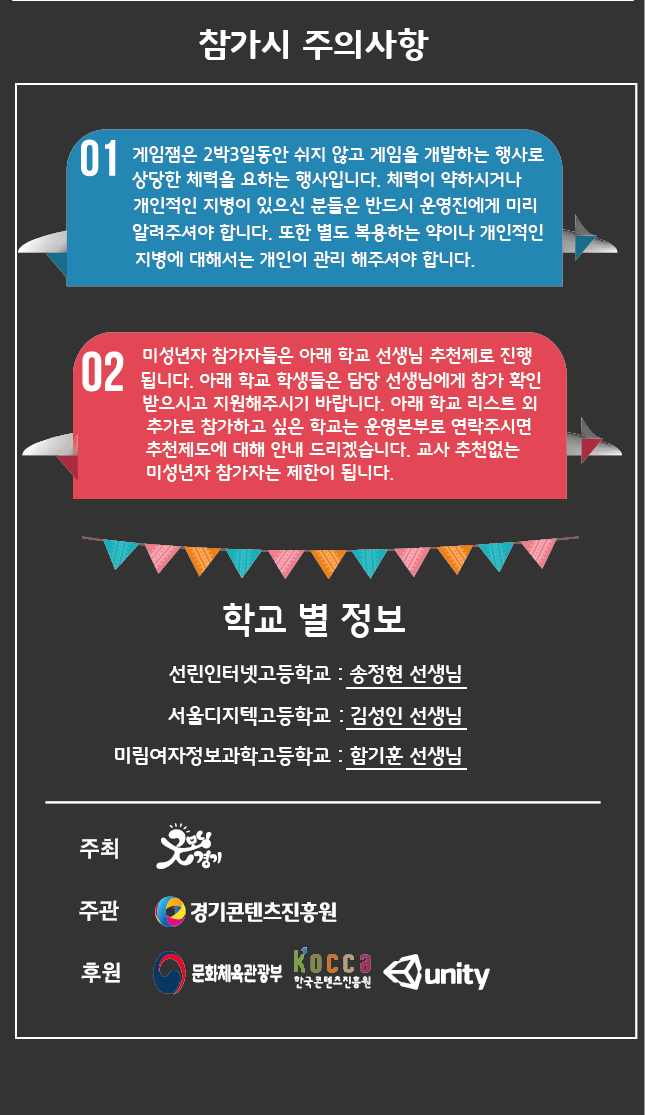 참가시 주의사항
01
게임잼은 2박3일동안 쉬지 않고 게임을 개발하는 행사로
상당한 체력을 요하는 행사입니다. 체력이 약하시거나
개인적인 지병이 있으신 분들은 반드시 운영진에게 미리
알려주셔야 합니다. 또한 별도 복용하는 약이나 개인적인
지병에 대해서는 개인이 관리 해주셔야 합니다.
02
미성년자 참가자들은 아래 학교 선생님 추천제로 진행
됩니다. 아래 학교 학생들은 담당 선생님에게 참가 확인
받으시고 지원해주시기 바랍니다. 아래 학교 리스트 외
추가로 참가하고 싶은 학교는 운영본부로 연락주시면
추천제도에 대해 안내 드리겠습니다. 교사 추천없는
미성년자 참가자는 제한이 됩니다.
학교 별 정보
선린인터넷고등학교 : 송정현 선생님
서울디지텍고등학교 : 김성인 선생님
미림여자정보과학고등학교 : 함기훈 선생님
주최 굿모닝 경기
주관 경기콘텐츠진흥원
후원 문화체육관광부 kocca 한국콘텐츠진흥원 unity